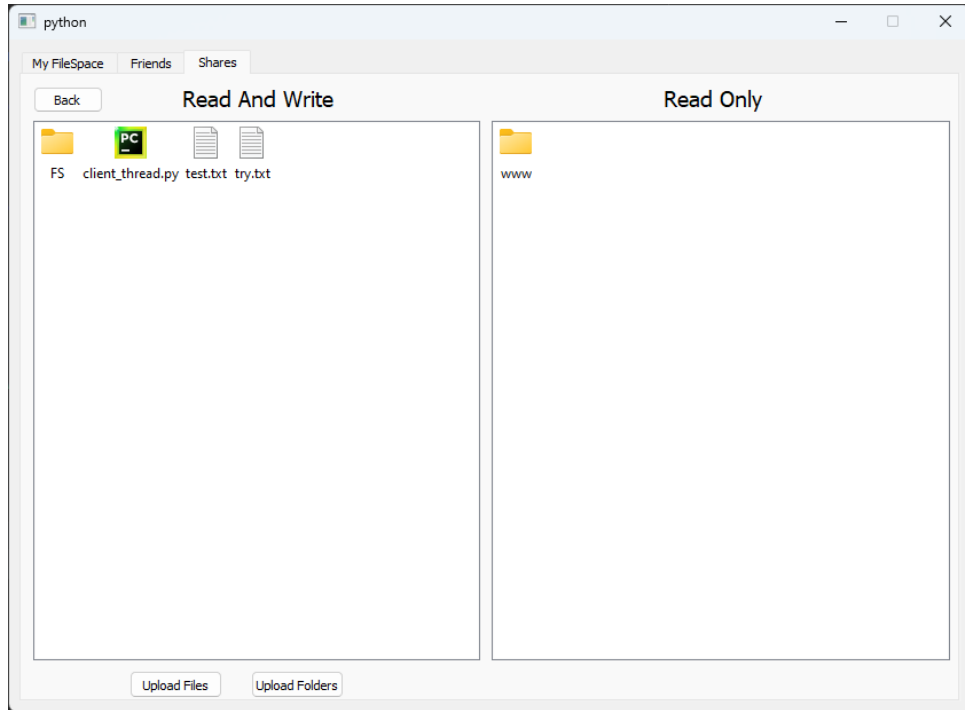 python
My FileSpace Friends Shares
Back Read And Write Read Only
PC
FS client_thread.py test.txt try.txt www
Upload Files Upload Folders